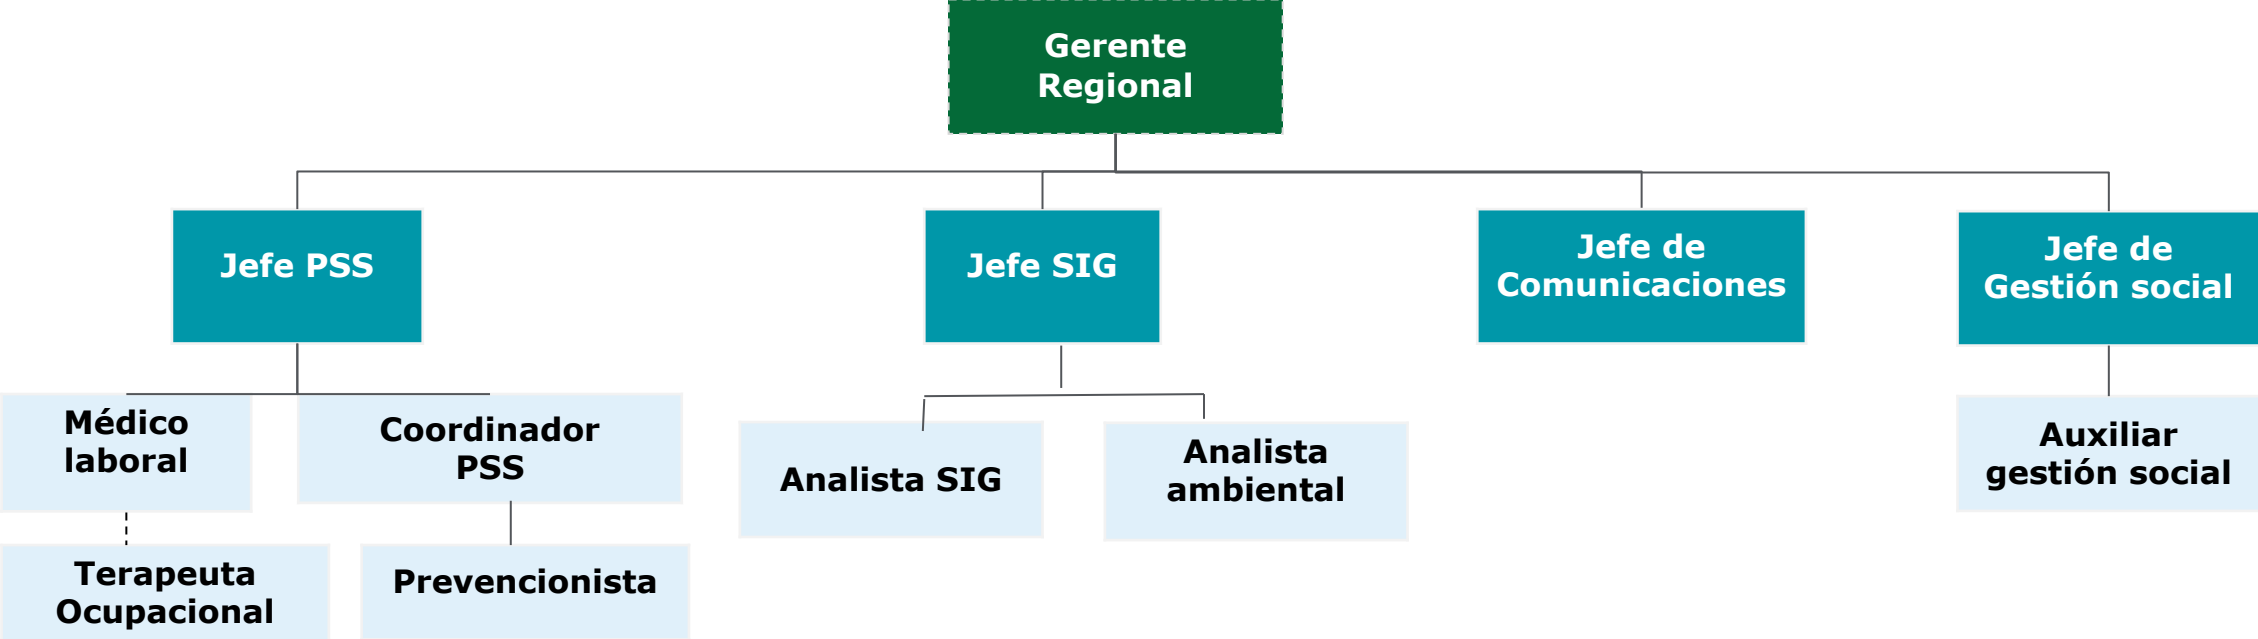 Gerente
Regional
Jefe PSS
Jefe SIG
Jefe de
Comunicaciones
Jefe de
Gestión social
Médico
laboral
Coordinador
PSS
Analista SIG
Analista
ambiental
Auxiliar
gestión social
Terapeuta
Ocupacional
Prevencionista